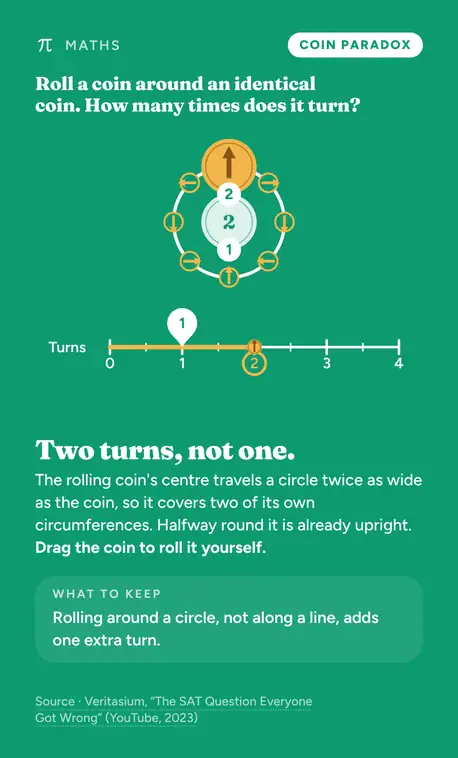 π MATHS
COIN PARADOX
Roll a coin around an identical
coin. How many times does it turn?
2
2
1
1
Turns
0 1 2 3 4
Two turns, not one.
The rolling coin's centre travels a circle twice as wide
as the coin, so it covers two of its own
circumferences. Halfway round it is already upright.
Drag the coin to roll it yourself.
WHAT TO KEEP
Rolling around a circle, not along a line, adds
one extra turn.
Source · Veritasium, “The SAT Question Everyone
Got Wrong” (YouTube, 2023)